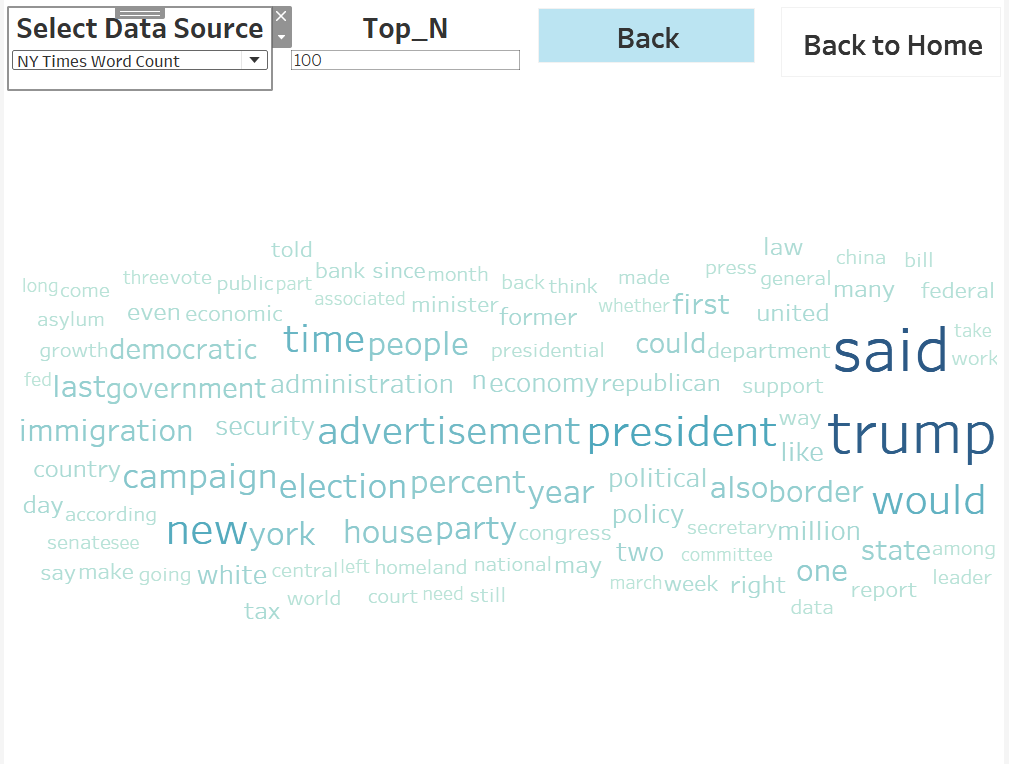 Select Data Source
NY Times Word Count
Top_N
100
Back
Back to Home
told
law
bank since month
china
bill
long come
three vote public part
back think
made
press
general
many
federal
associated
minister
whether first
asylum
even economic
former
united
time people
could department
said
take
growth democratic
presidential
work
fed last government administration
n economy republican
support
immigration
security advertisement president
way
trump
like
country campaign election percent year
political also border
would
day according
policy
new york
house party congress
secretary million
senate see
two
committee
state among
say make going white central left homeland national may
one
leader
march week
right
report
world
court need still
tax
data